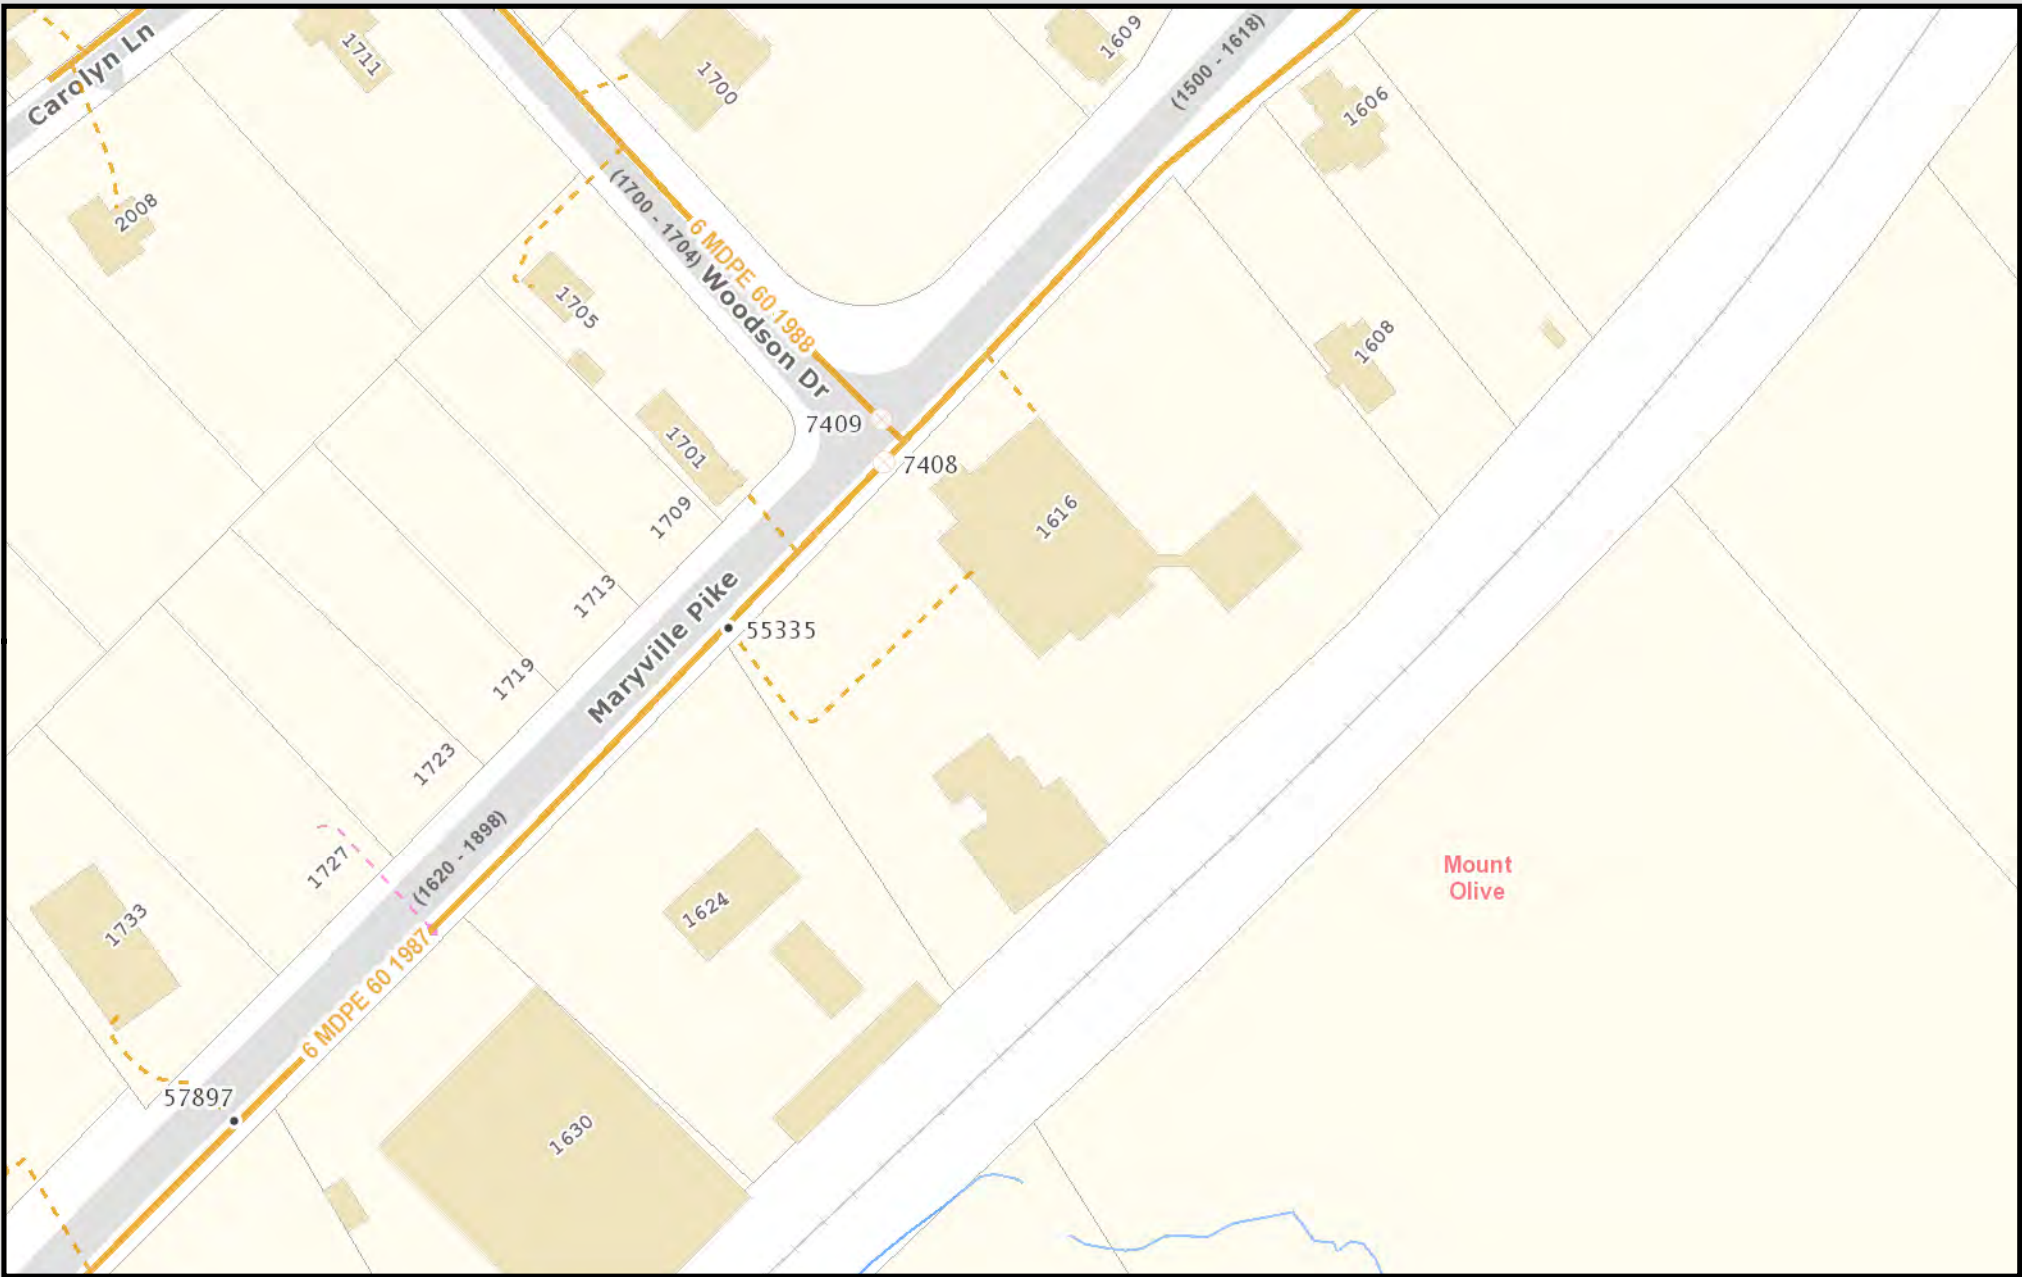 Carolyn Ln
1711
1700
1609
(1500 - 1618)
1606
2008
(1700 - 1704)
6 MDPE 60 1988
Woodson Dr
1705
1608
7409
7408
1701
1709
1616
1713
Maryville Pike
55335
1719
1723
(1620 - 1898)
1727
Mount
Olive
1733
1624
6 MDPE 60 1987
57897
1630